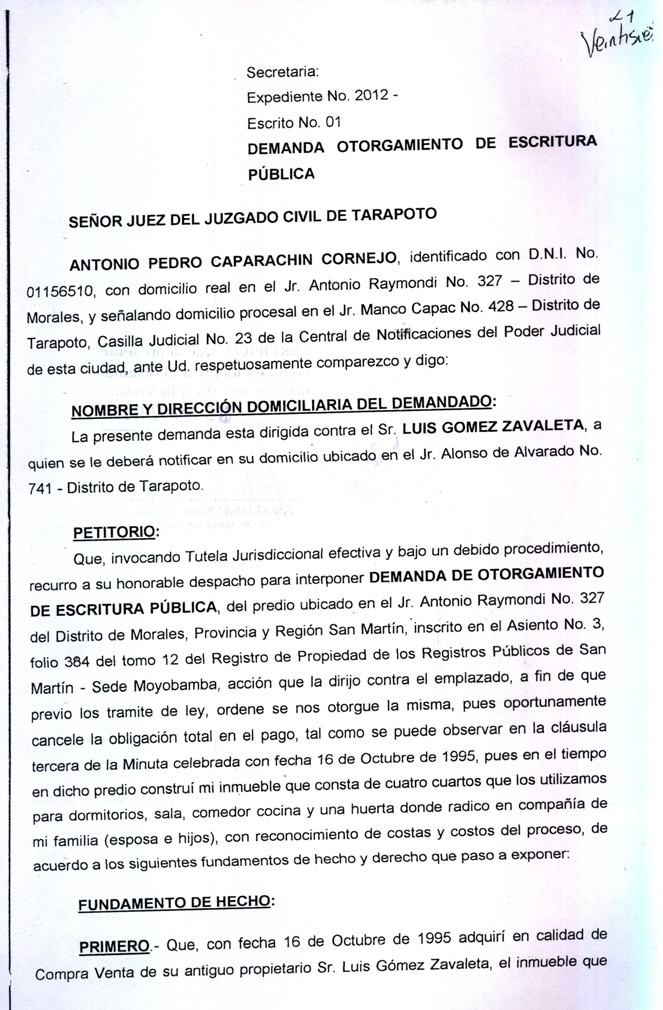 27
Veintisie
Secretaria:
Expediente No. 2012 -
Escrito No. 01
DEMANDA OTORGAMIENTO DE ESCRITURA
PÚBLICA
SEÑOR JUEZ DEL JUZGADO CIVIL DE TARAPOTO
ANTONIO PEDRO CAPARACHIN CORNEJO, identificado con D.N.I. No.
01156510, con domicilio real en el Jr. Antonio Raymondi No. 327 – Distrito de
Morales, y señalando domicilio procesal en el Jr. Manco Capac No. 428 – Distrito de
Tarapoto, Casilla Judicial No. 23 de la Central de Notificaciones del Poder Judicial
de esta ciudad, ante Ud. respetuosamente comparezco y digo:
NOMBRE Y DIRECCIÓN DOMICILIARIA DEL DEMANDADO:
La presente demanda esta dirigida contra el Sr. LUIS GOMEZ ZAVALETA, a
quien se le deberá notificar en su domicilio ubicado en el Jr. Alonso de Alvarado No.
741 - Distrito de Tarapoto.
PETITORIO:
Que, invocando Tutela Jurisdiccional efectiva y bajo un debido procedimiento,
recurro a su honorable despacho para interponer DEMANDA DE OTORGAMIENTO
DE ESCRITURA PÚBLICA, del predio ubicado en el Jr. Antonio Raymondi No. 327
del Distrito de Morales, Provincia y Región San Martín, inscrito en el Asiento No. 3,
folio 384 del tomo 12 del Registro de Propiedad de los Registros Públicos de San
Martín - Sede Moyobamba, acción que la dirijo contra el emplazado, a fin de que
previo los tramite de ley, ordene se nos otorgue la misma, pues oportunamente
cancele la obligación total en el pago, tal como se puede observar en la cláusula
tercera de la Minuta celebrada con fecha 16 de Octubre de 1995, pues en el tiempo
en dicho predio construí mi inmueble que consta de cuatro cuartos que los utilizamos
para dormitorios, sala, comedor cocina y una huerta donde radico en compañía de
mi familia (esposa e hijos), con reconocimiento de costas y costos del proceso, de
acuerdo a los siguientes fundamentos de hecho y derecho que paso a exponer:
FUNDAMENTO DE HECHO:
PRIMERO.- Que, con fecha 16 de Octubre de 1995 adquirí en calidad de
Compra Venta de su antiguo propietario Sr. Luis Gómez Zavaleta, el inmueble que